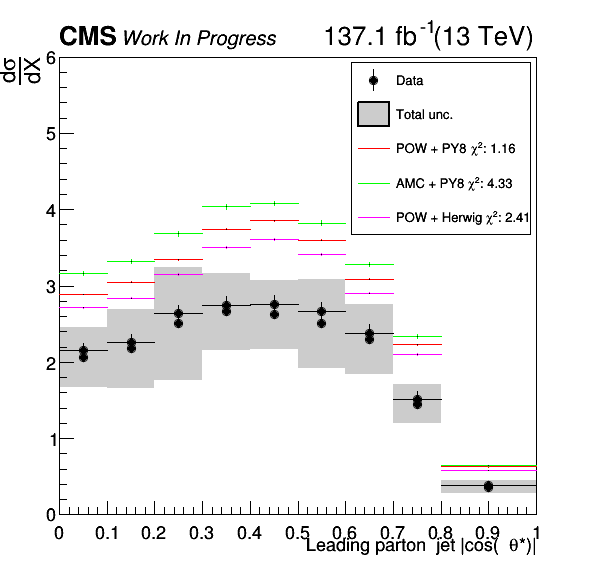 CMS Work In Progress 137.1 fb⁻¹(13 TeV)
dσ
dX
6
5
4
3
2
1
0
Data
Total unc.
POW + PY8 χ²: 1.16
AMC + PY8 χ²: 4.33
POW + Herwig χ²: 2.41
0 0.1 0.2 0.3 0.4 0.5 0.6 0.7 0.8 0.9 1
Leading parton jet |cos( θ*)|